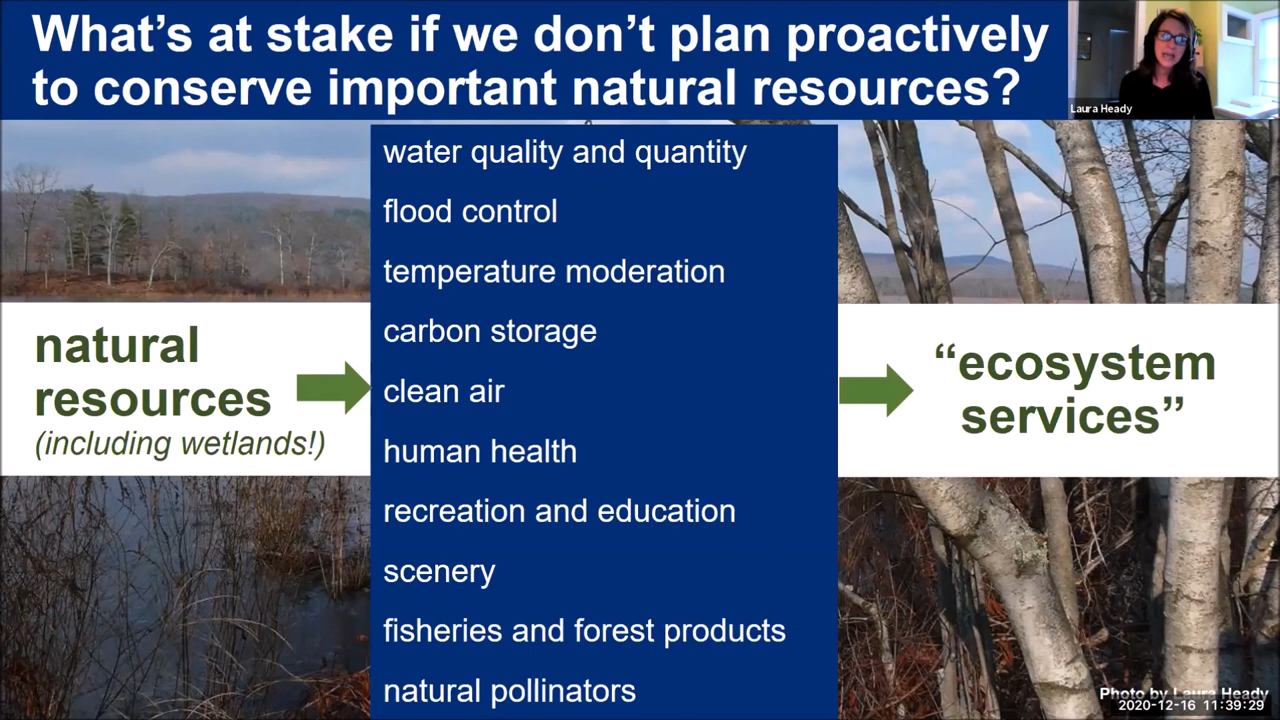 What’s at stake if we don’t plan proactively
to conserve important natural resources?
Laura Heady
water quality and quantity
flood control
temperature moderation
carbon storage
clean air
human health
recreation and education
scenery
fisheries and forest products
natural pollinators
natural
resources
(including wetlands!)
“ecosystem
services”
Photo by Laura Heady
2020-12-16 11:39:29